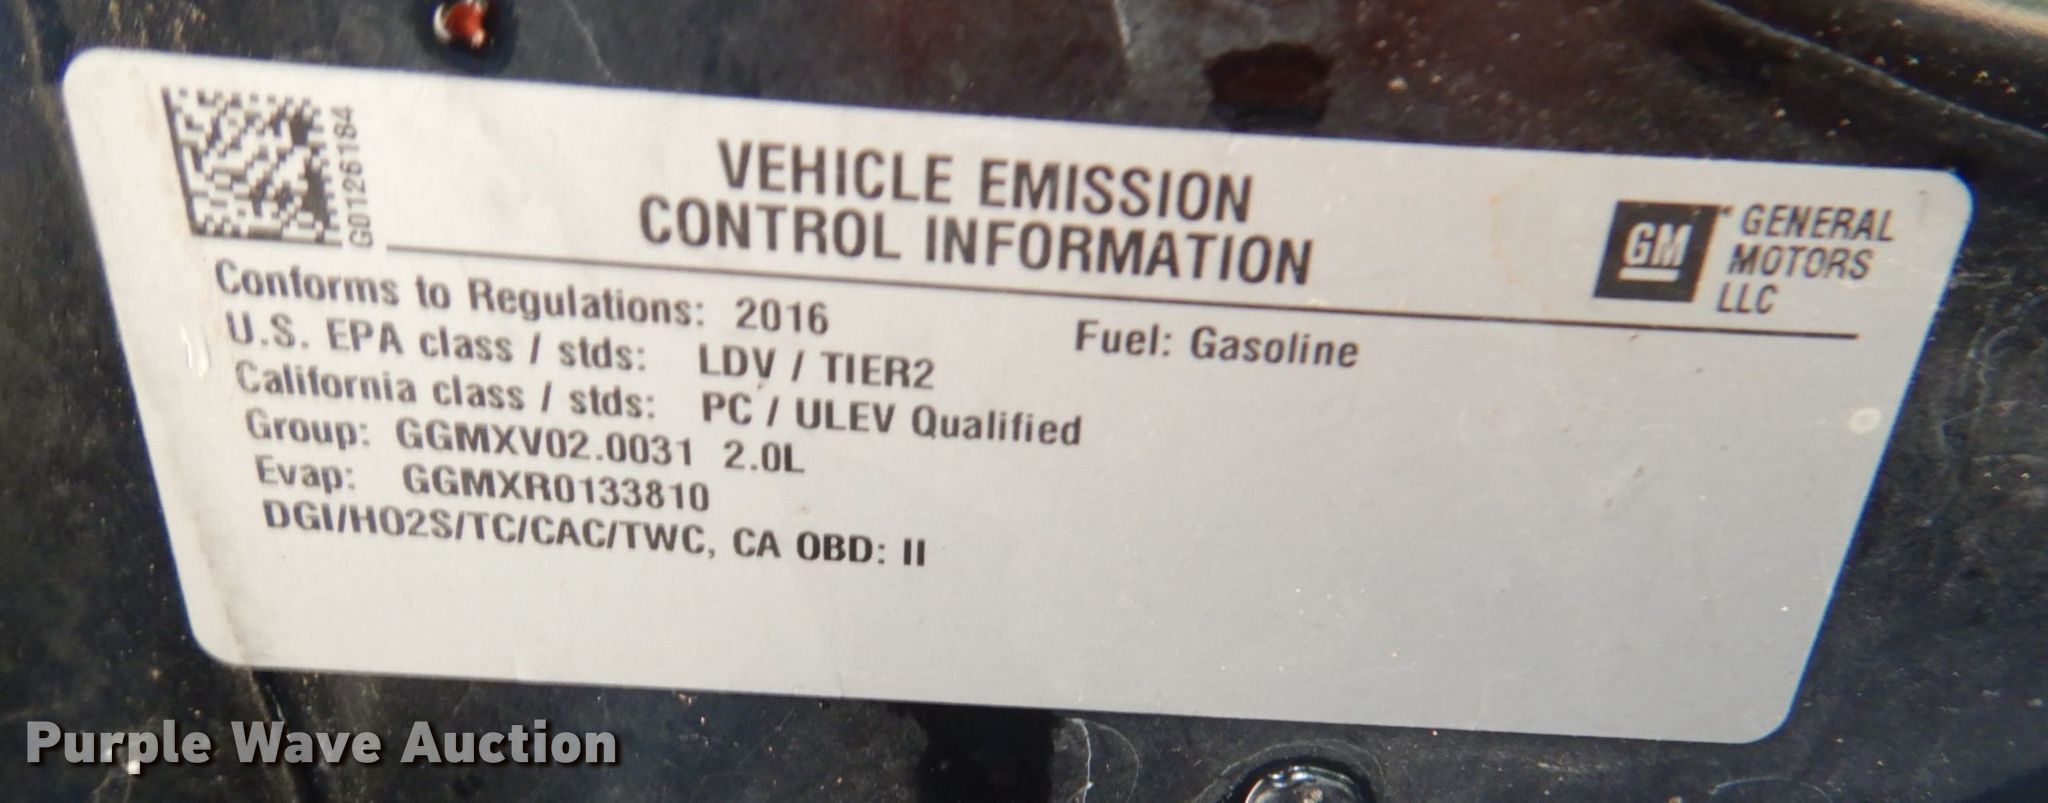 G0126184
VEHICLE EMISSION
CONTROL INFORMATION
GM
GENERAL
MOTORS
LLC
Conforms to Regulations: 2016
Fuel: Gasoline
U.S. EPA class / stds: LDV / TIER2
California class / stds: PC / ULEV Qualified
Group: GGMXV02.0031 2.0L
Evap: GGMXR0133810
DGI/HO2S/TC/CAC/TWC, CA OBD: II
Purple Wave Auction